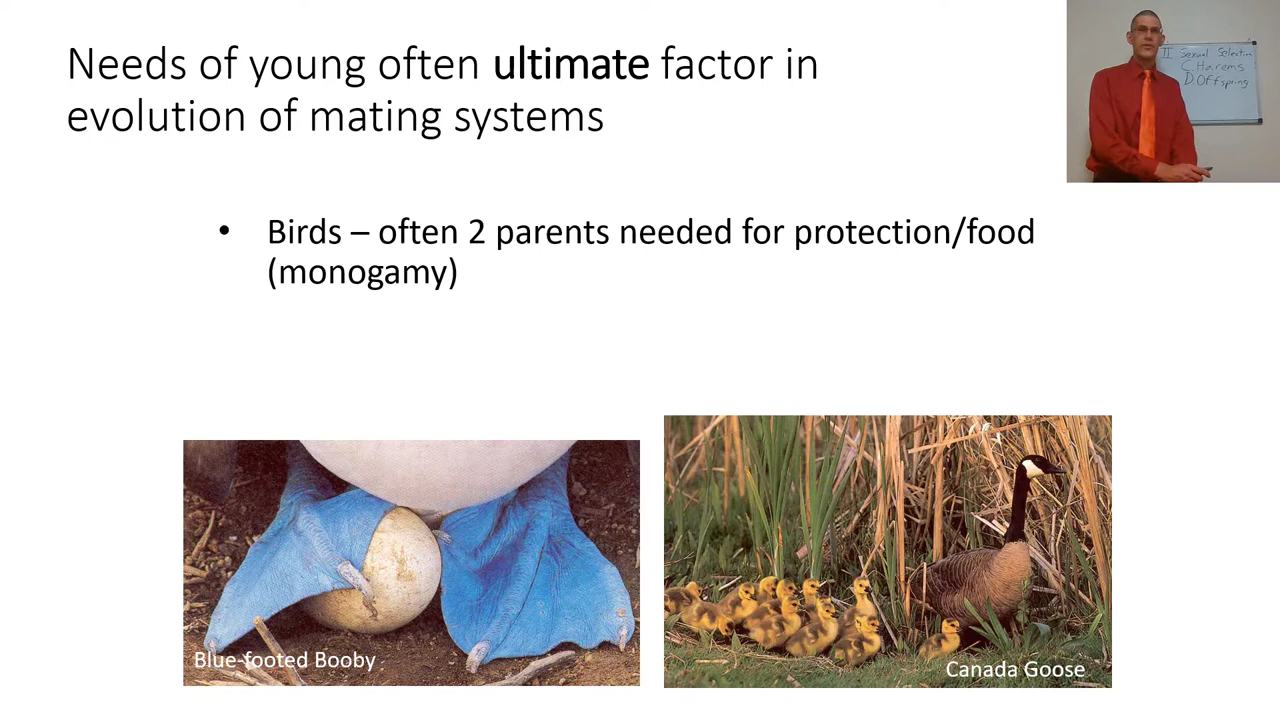 Needs of young often ultimate factor in
evolution of mating systems
II Sexual Selection
C. Harems
D. Offspring
• Birds – often 2 parents needed for protection/food
(monogamy)
Blue-footed Booby
Canada Goose